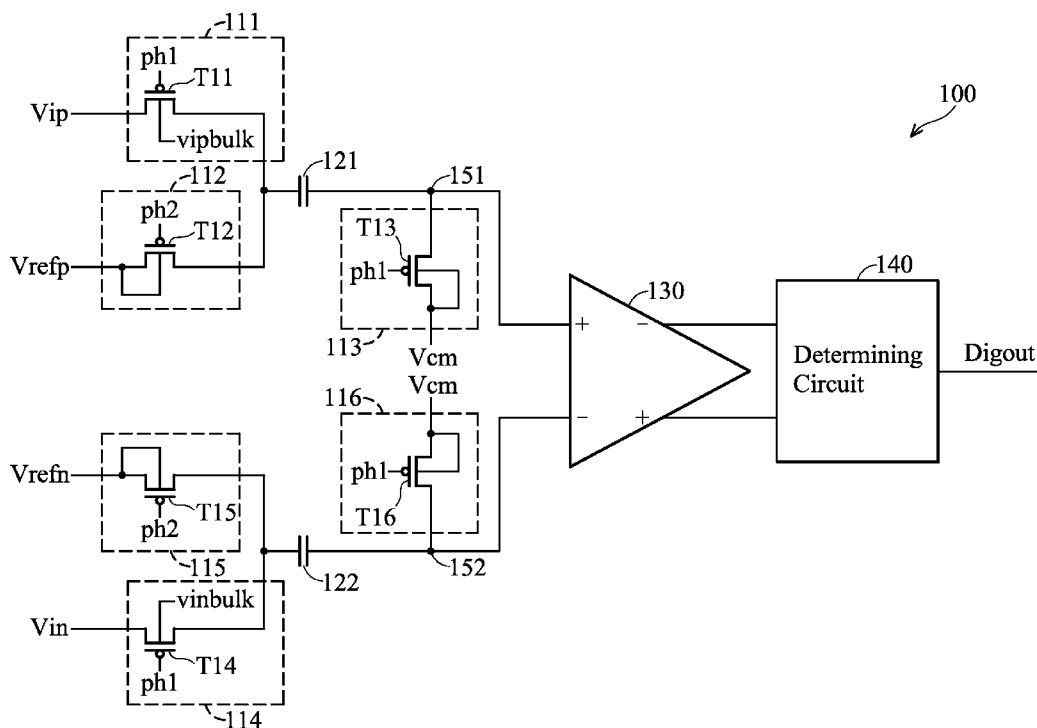 111
ph1
T11
Vip
vipbulk
100
112
121
151
ph2
T12
T13
Vrefp
ph1
130
140
+
−
113
Vcm
Vcm
Determining
Circuit
Digout
116
−
+
Vrefn
ph1
T15
T16
ph2
115
122
152
vinbulk
Vin
T14
ph1
114